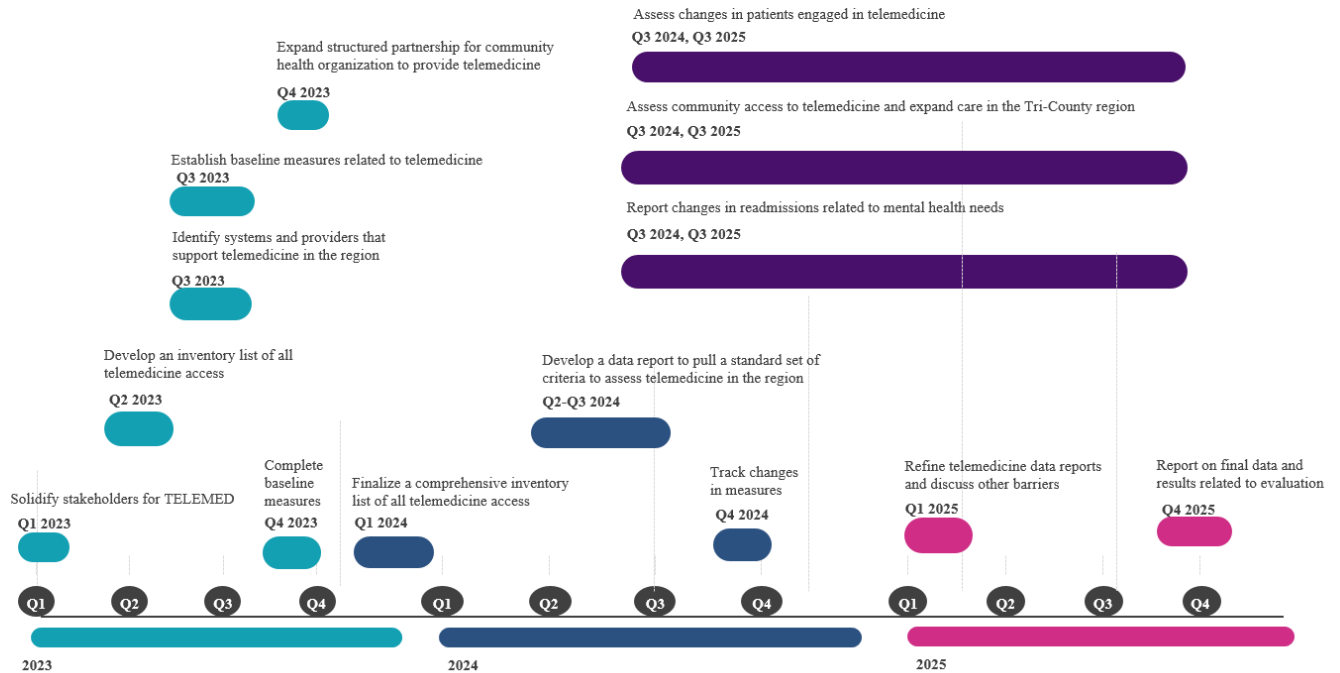 Assess changes in patients engaged in telemedicine
Q3 2024, Q3 2025
Expand structured partnership for community
health organization to provide telemedicine
Q4 2023
Assess community access to telemedicine and expand care in the Tri-County region
Q3 2024, Q3 2025
Establish baseline measures related to telemedicine
Q3 2023
Report changes in readmissions related to mental health needs
Q3 2024, Q3 2025
Identify systems and providers that
support telemedicine in the region
Q3 2023
Develop an inventory list of all
telemedicine access
Q2 2023
Develop a data report to pull a standard set of
criteria to assess telemedicine in the region
Q2-Q3 2024
Solidify stakeholders for TELEMED
Q1 2023
Complete
baseline
measures
Q4 2023
Finalize a comprehensive inventory
list of all telemedicine access
Q1 2024
Track changes
in measures
Q4 2024
Refine telemedicine data reports
and discuss other barriers
Q1 2025
Report on final data and
results related to evaluation
Q4 2025
Q1 Q2 Q3 Q4 Q1 Q2 Q3 Q4 Q1 Q2 Q3 Q4
2023 2024 2025